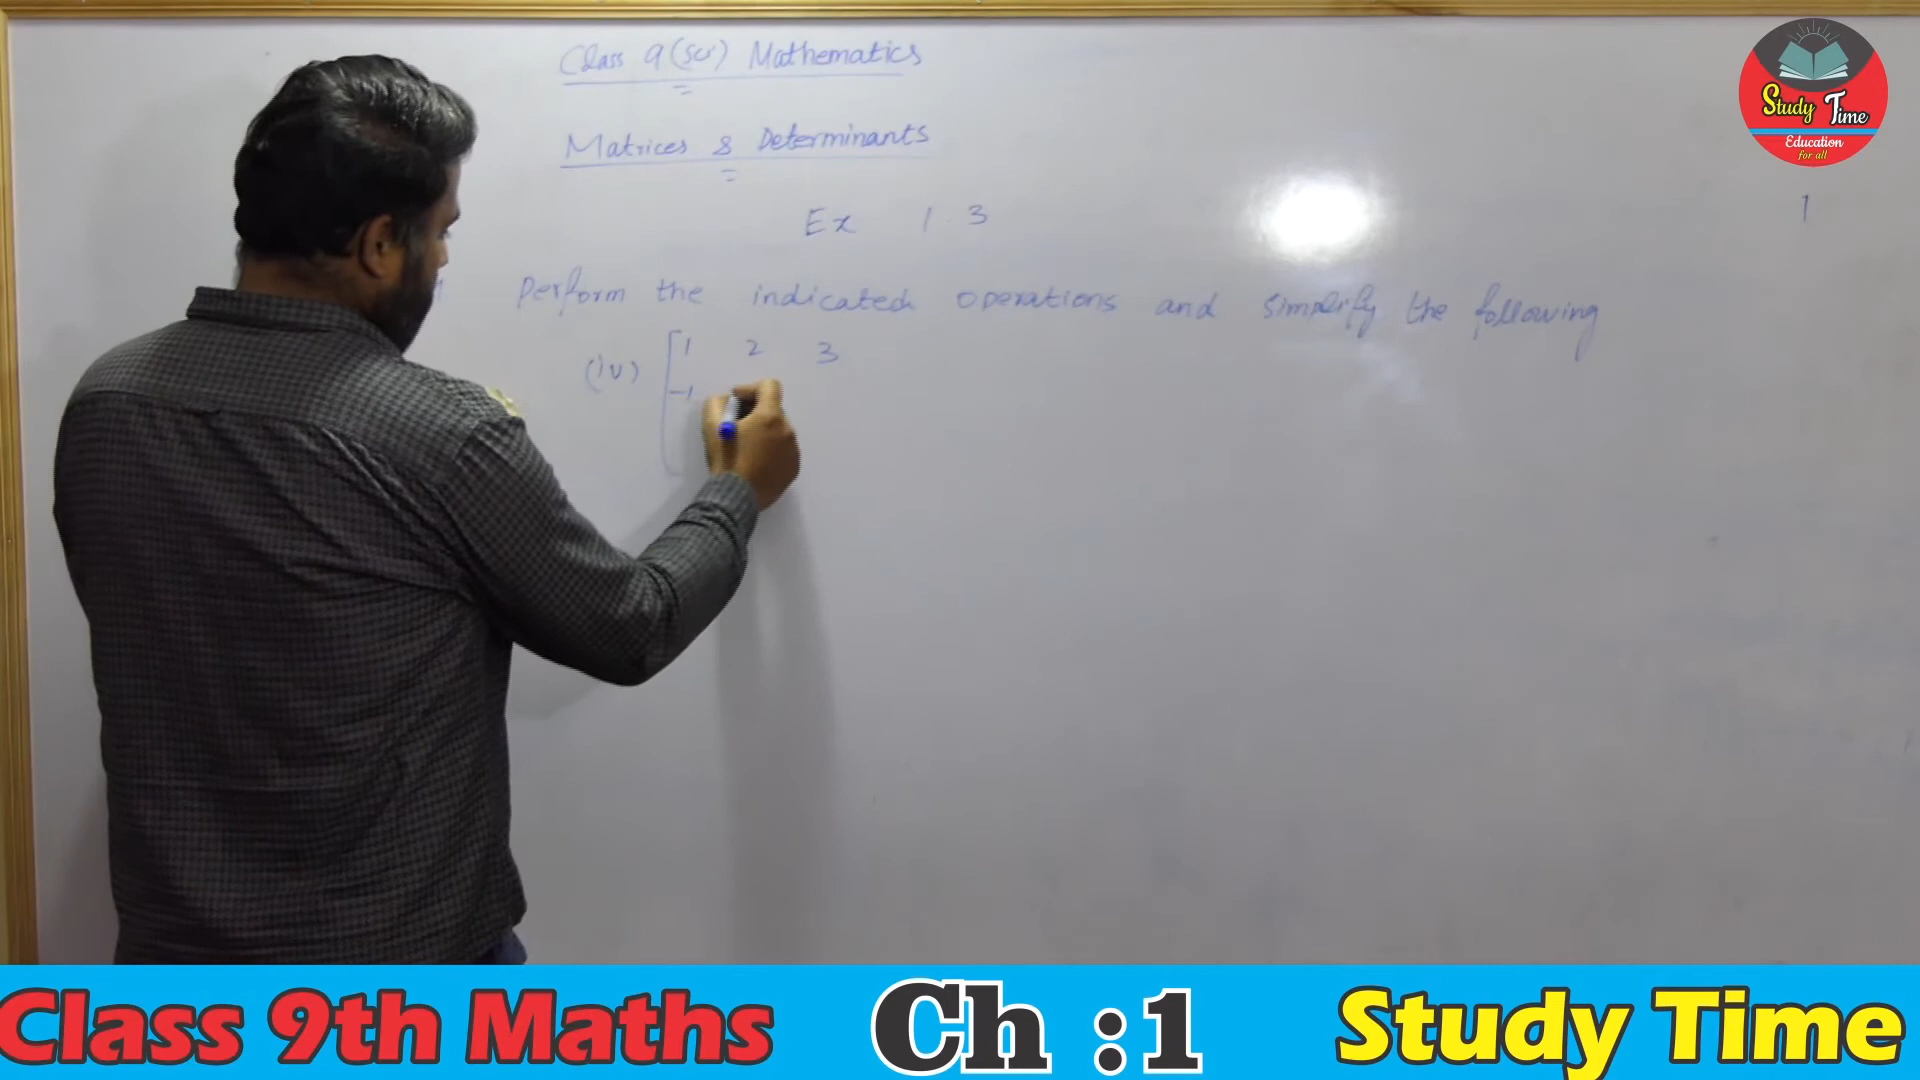 Class 9 (sci) Mathematics
Matrices & Determinants
Ex 1.3
Perform the indicated operations and simplify the following
(iv) [ 1 2 3
-1
1
Study Time
Education
for all
Class 9th Maths Ch :1 Study Time